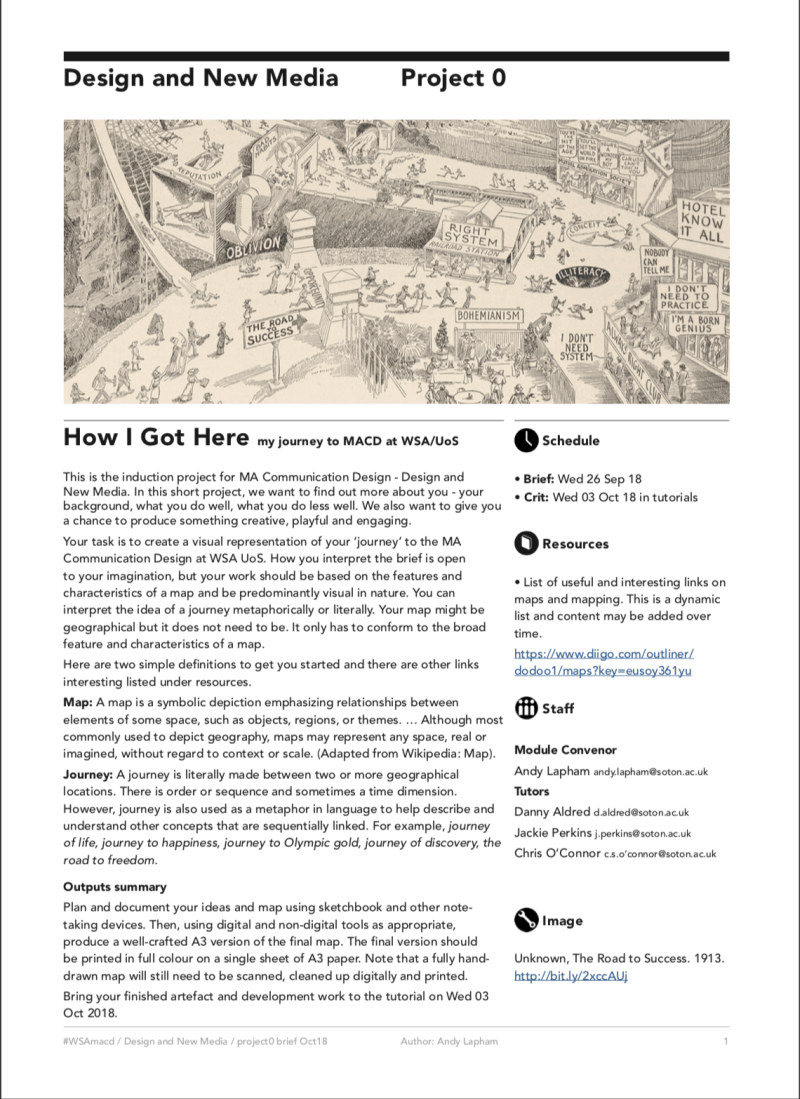 Design and New Media
Project 0
REPUTATION
BAD HABITS
OBLIVION
THE ROAD
TO
SUCCESS
OPPORTUNITY
RIGHT
SYSTEM
RAILROAD STATION
BOHEMIANISM
CONCEIT
ILLITERACY
MUTUAL ADMIRATION SOCIETY
HOTEL
KNOW
IT ALL
NOBODY
CAN
TELL ME
I DON'T
NEED TO
PRACTICE
I'M A BORN
GENIUS
I DON'T
NEED
SYSTEM
ALWAYS RIGHT CLUB
How I Got Here my journey to MACD at WSA/UoS
This is the induction project for MA Communication Design - Design and
New Media. In this short project, we want to find out more about you - your
background, what you do well, what you do less well. We also want to give you
a chance to produce something creative, playful and engaging.
Your task is to create a visual representation of your ‘journey’ to the MA
Communication Design at WSA UoS. How you interpret the brief is open
to your imagination, but your work should be based on the features and
characteristics of a map and be predominantly visual in nature. You can
interpret the idea of a journey metaphorically or literally. Your map might be
geographical but it does not need to be. It only has to conform to the broad
feature and characteristics of a map.
Here are two simple definitions to get you started and there are other links
interesting listed under resources.
Map: A map is a symbolic depiction emphasizing relationships between
elements of some space, such as objects, regions, or themes. … Although most
commonly used to depict geography, maps may represent any space, real or
imagined, without regard to context or scale. (Adapted from Wikipedia: Map).
Journey: A journey is literally made between two or more geographical
locations. There is order or sequence and sometimes a time dimension.
However, journey is also used as a metaphor in language to help describe and
understand other concepts that are sequentially linked. For example, journey
of life, journey to happiness, journey to Olympic gold, journey of discovery, the
road to freedom.
Outputs summary
Plan and document your ideas and map using sketchbook and other note-
taking devices. Then, using digital and non-digital tools as appropriate,
produce a well-crafted A3 version of the final map. The final version should
be printed in full colour on a single sheet of A3 paper. Note that a fully hand-
drawn map will still need to be scanned, cleaned up digitally and printed.
Bring your finished artefact and development work to the tutorial on Wed 03
Oct 2018.
Schedule
• Brief: Wed 26 Sep 18
• Crit: Wed 03 Oct 18 in tutorials
Resources
• List of useful and interesting links on
maps and mapping. This is a dynamic
list and content may be added over
time.
https://www.diigo.com/outliner/
dodoo1/maps?key=eusoy361yu
Staff
Module Convenor
Andy Lapham andy.lapham@soton.ac.uk
Tutors
Danny Aldred d.aldred@soton.ac.uk
Jackie Perkins j.perkins@soton.ac.uk
Chris O’Connor c.s.o’connor@soton.ac.uk
Image
Unknown, The Road to Success. 1913.
http://bit.ly/2xccAUj
#WSAmacd / Design and New Media / project0 brief Oct18
Author: Andy Lapham
1